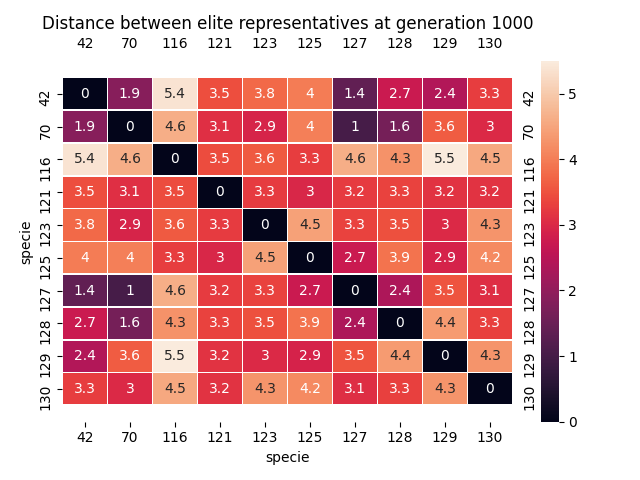 Distance between elite representatives at generation 1000
42 70 116 121 123 125 127 128 129 130
42 0 1.9 5.4 3.5 3.8 4 1.4 2.7 2.4 3.3 42
70 1.9 0 4.6 3.1 2.9 4 1 1.6 3.6 3 70
116 5.4 4.6 0 3.5 3.6 3.3 4.6 4.3 5.5 4.5 116
121 3.5 3.1 3.5 0 3.3 3 3.2 3.3 3.2 3.2 121
123 3.8 2.9 3.6 3.3 0 4.5 3.3 3.5 3 4.3 123
125 4 4 3.3 3 4.5 0 2.7 3.9 2.9 4.2 125
127 1.4 1 4.6 3.2 3.3 2.7 0 2.4 3.5 3.1 127
128 2.7 1.6 4.3 3.3 3.5 3.9 2.4 0 4.4 3.3 128
129 2.4 3.6 5.5 3.2 3 2.9 3.5 4.4 0 4.3 129
130 3.3 3 4.5 3.2 4.3 4.2 3.1 3.3 4.3 0 130
42 70 116 121 123 125 127 128 129 130
specie
specie
5
4
3
2
1
0